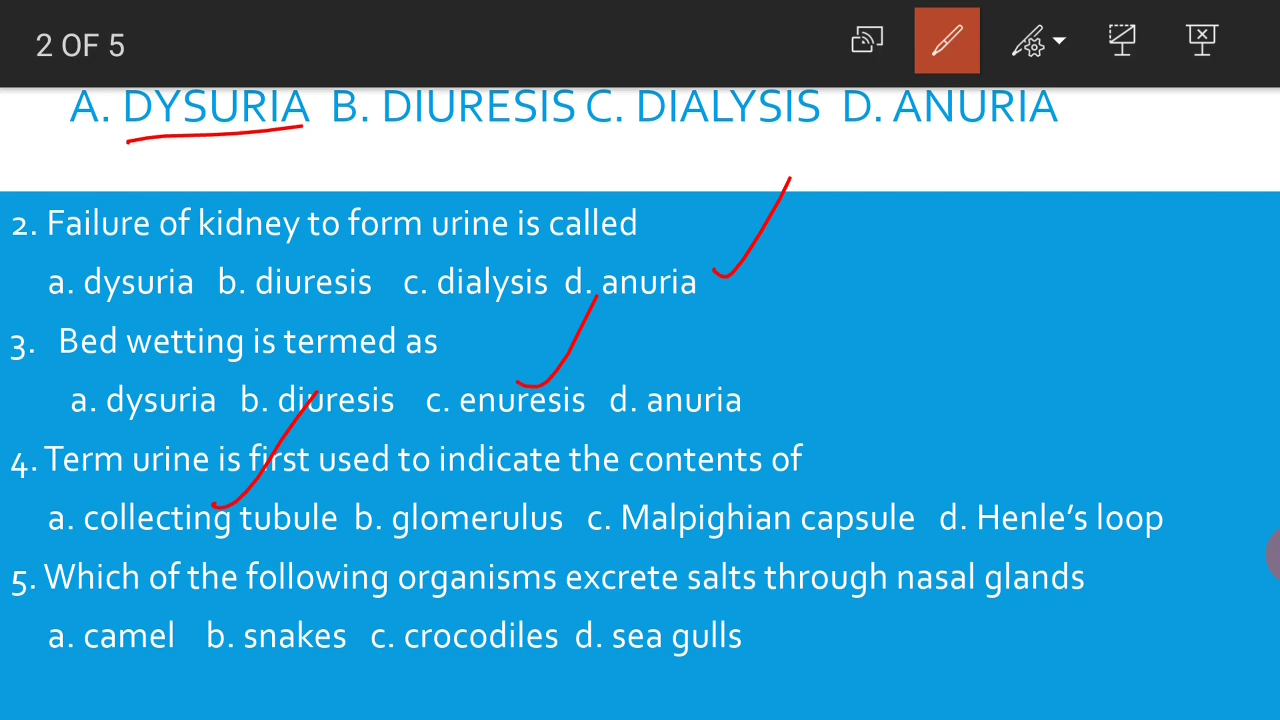 2 OF 5
A. DYSURIA B. DIURESIS C. DIALYSIS D. ANURIA
2. Failure of kidney to form urine is called
a. dysuria b. diuresis c. dialysis d. anuria
3. Bed wetting is termed as
a. dysuria b. diuresis c. enuresis d. anuria
4. Term urine is first used to indicate the contents of
a. collecting tubule b. glomerulus c. Malpighian capsule d. Henle’s loop
5. Which of the following organisms excrete salts through nasal glands
a. camel b. snakes c. crocodiles d. sea gulls